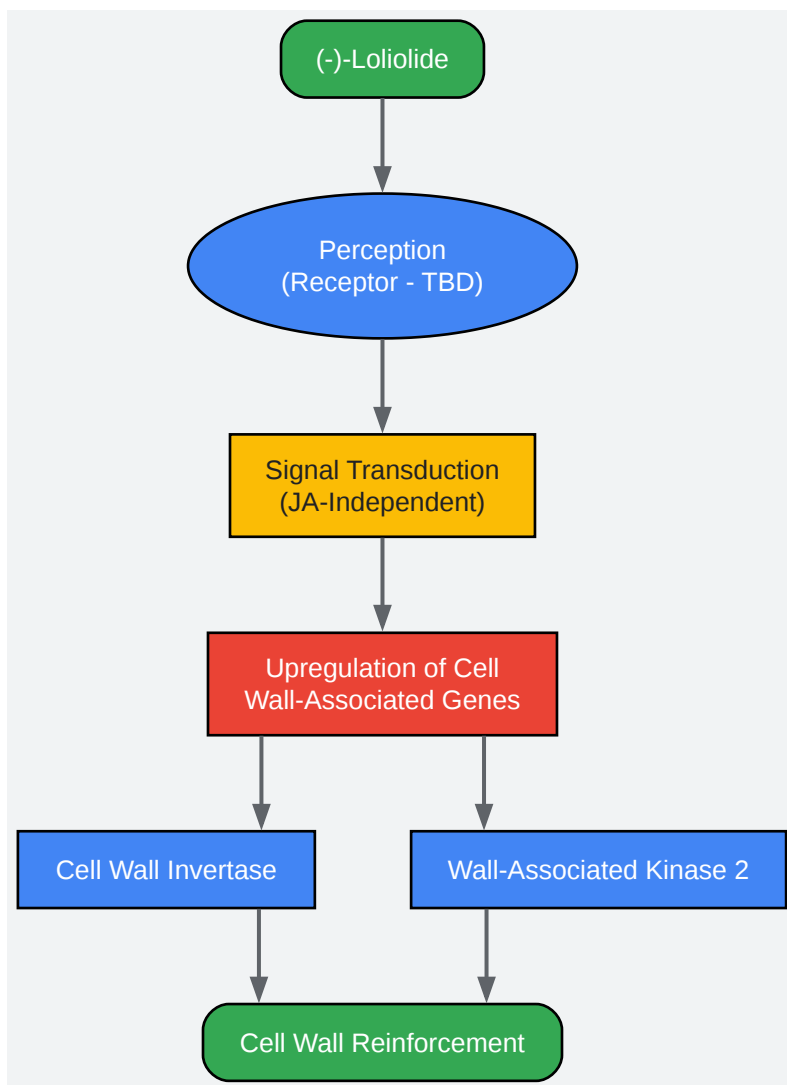 (-)-Loliolide
Perception
(Receptor - TBD)
Signal Transduction
(JA-Independent)
Upregulation of Cell
Wall-Associated Genes
Cell Wall Invertase
Wall-Associated Kinase 2
Cell Wall Reinforcement